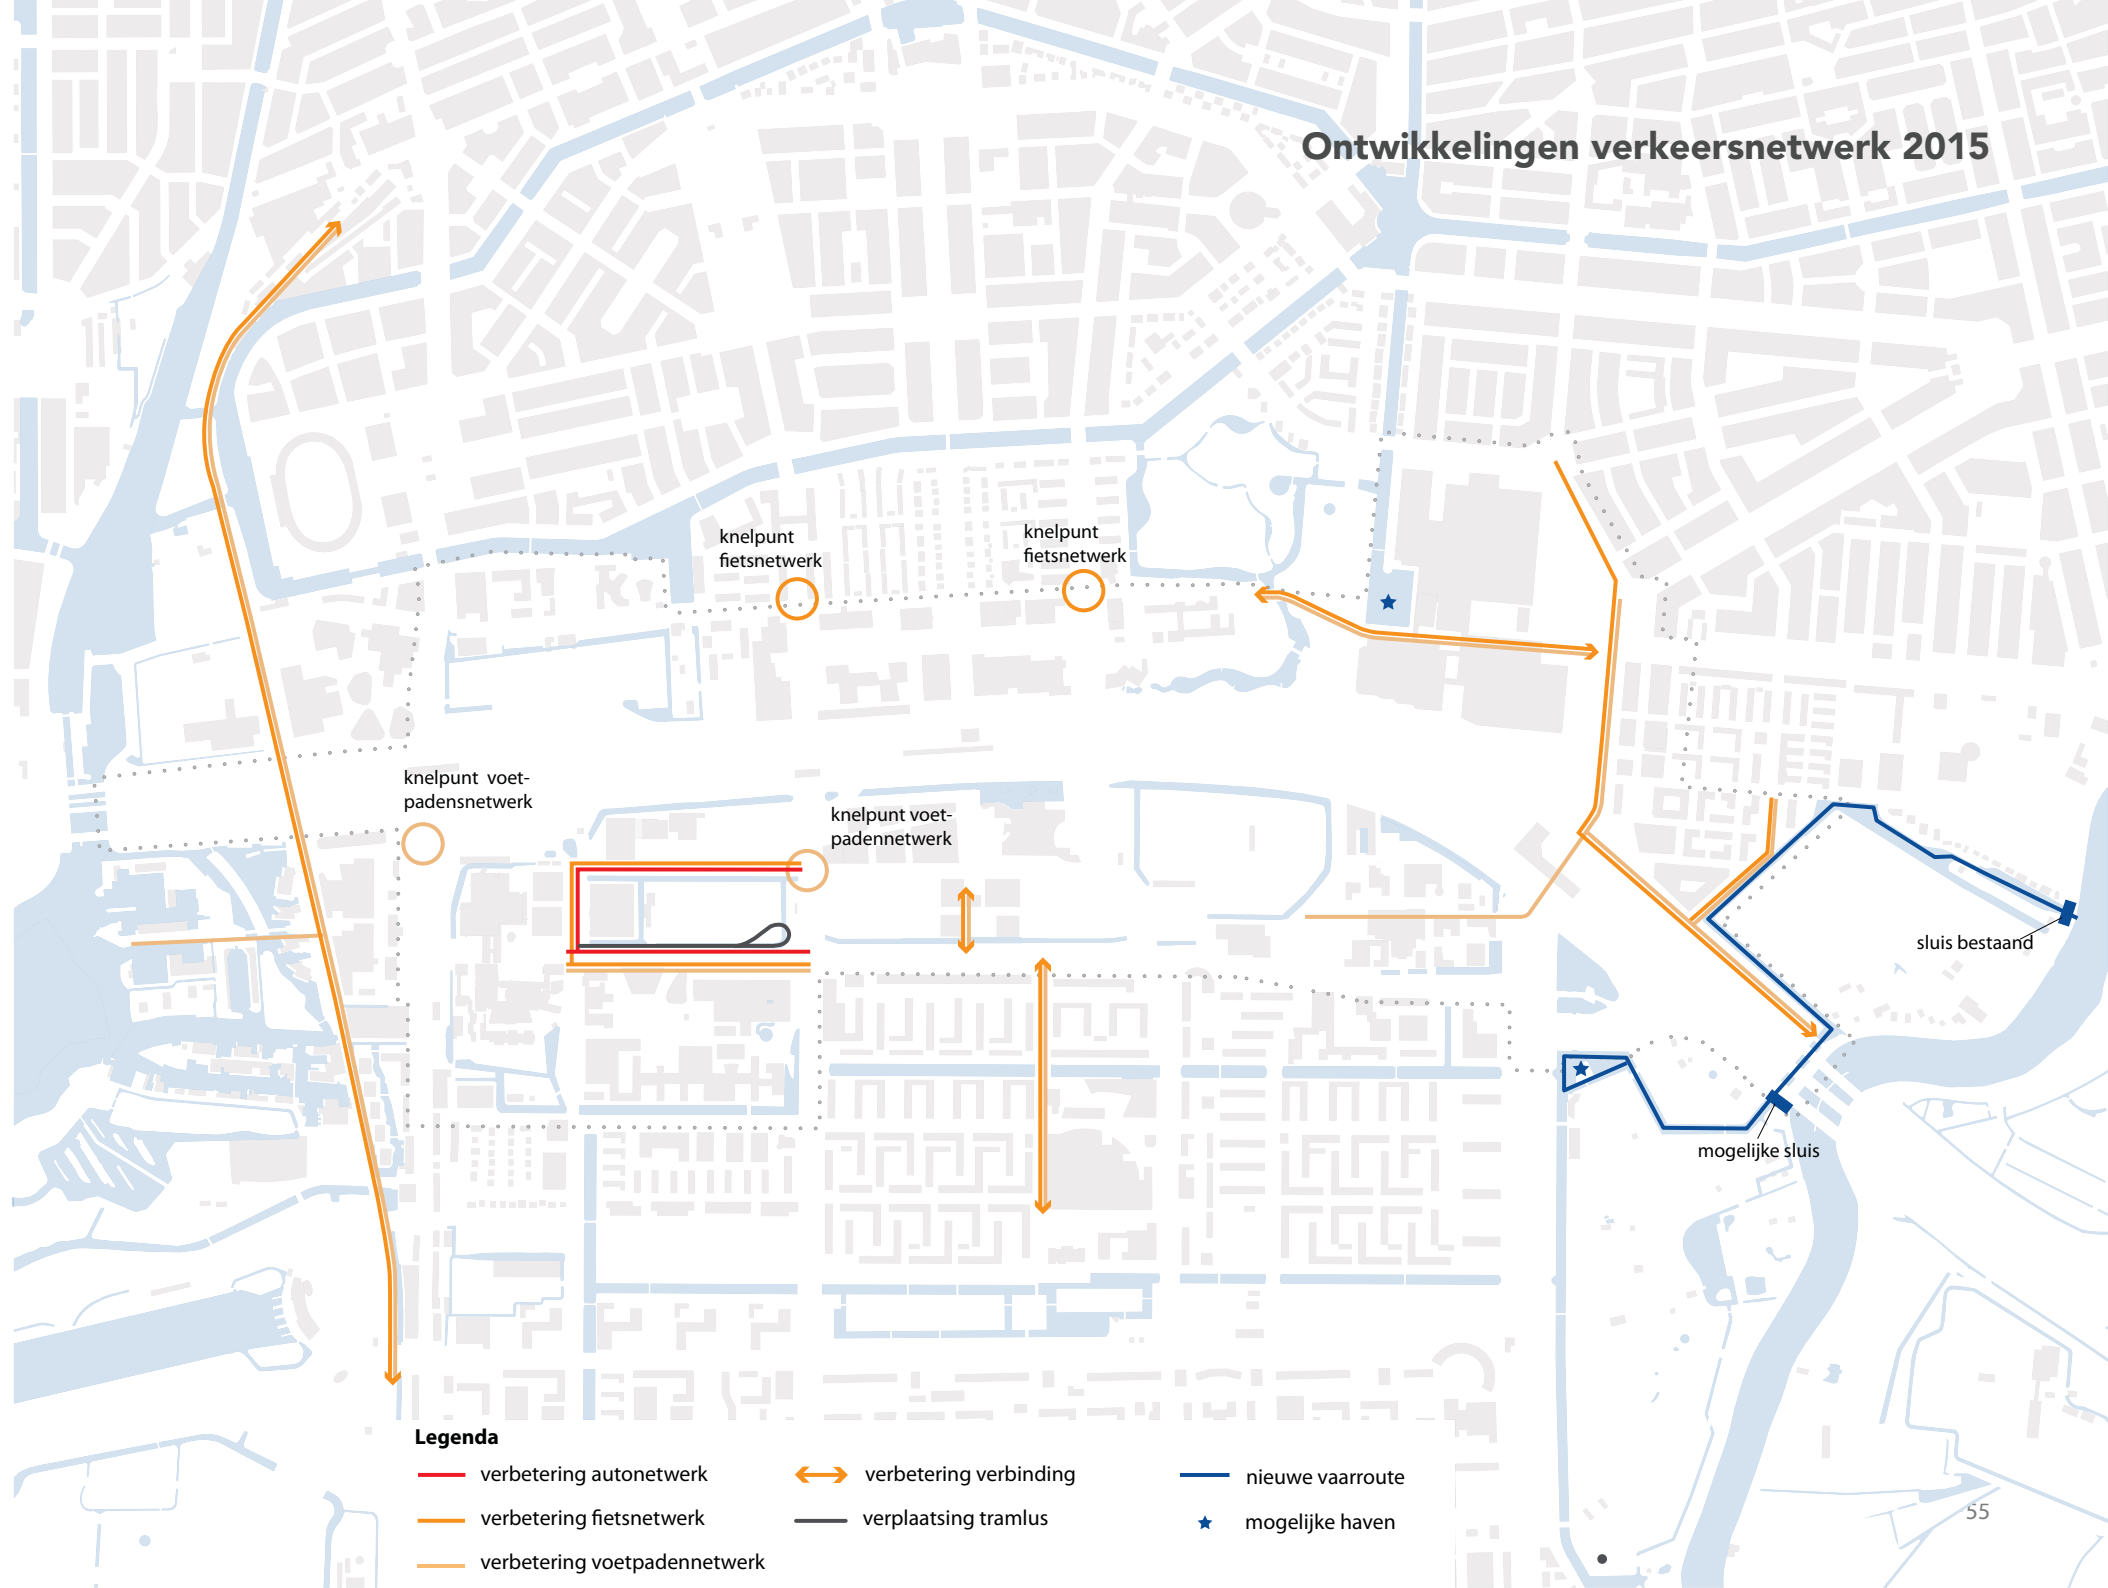 Ontwikkelingen verkeersnetwerk 2015
knelpunt
fietsnetwerk
knelpunt
fietsnetwerk
knelpunt voet-
padensnetwerk
knelpunt voet-
padennetwerk
sluis bestaand
mogelijke sluis
Legenda
verbetering autonetwerk
verbetering fietsnetwerk
verbetering voetpadennetwerk
verbetering verbinding
verplaatsing tramlus
nieuwe vaarroute
mogelijke haven
55